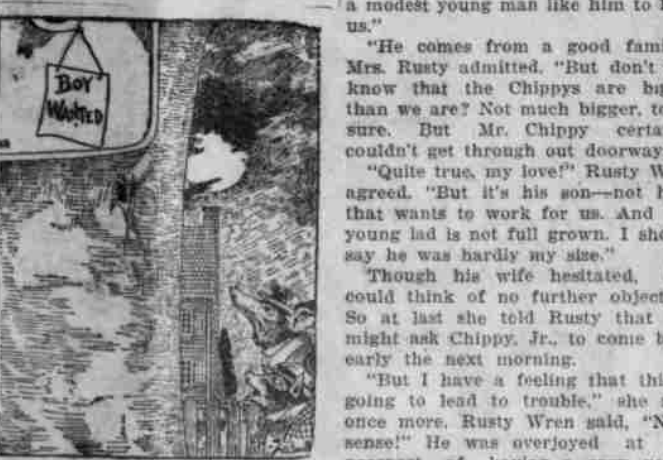 BOY
WANTED
a modest young man like him to
us."
"He comes from a good fam
Mrs. Rusty admitted. "But don't
know that the Chippys are big
than we are? Not much bigger, to
sure. But Mr. Chippy certa
couldn't get through out doorway
"Quite true, my love!" Rusty W
agreed. "But it's his son—not h
that wants to work for us. And
young lad is not full grown. I sho
say he was hardly my size."
Though his wife hesitated,
could think of no further object
So at last she told Rusty that
might ask Chippy, Jr., to come
early the next morning.
"But I have a feeling that thi
going to lead to trouble," she
once more. Rusty Wren said, "N
sense!" He was overjoyed at